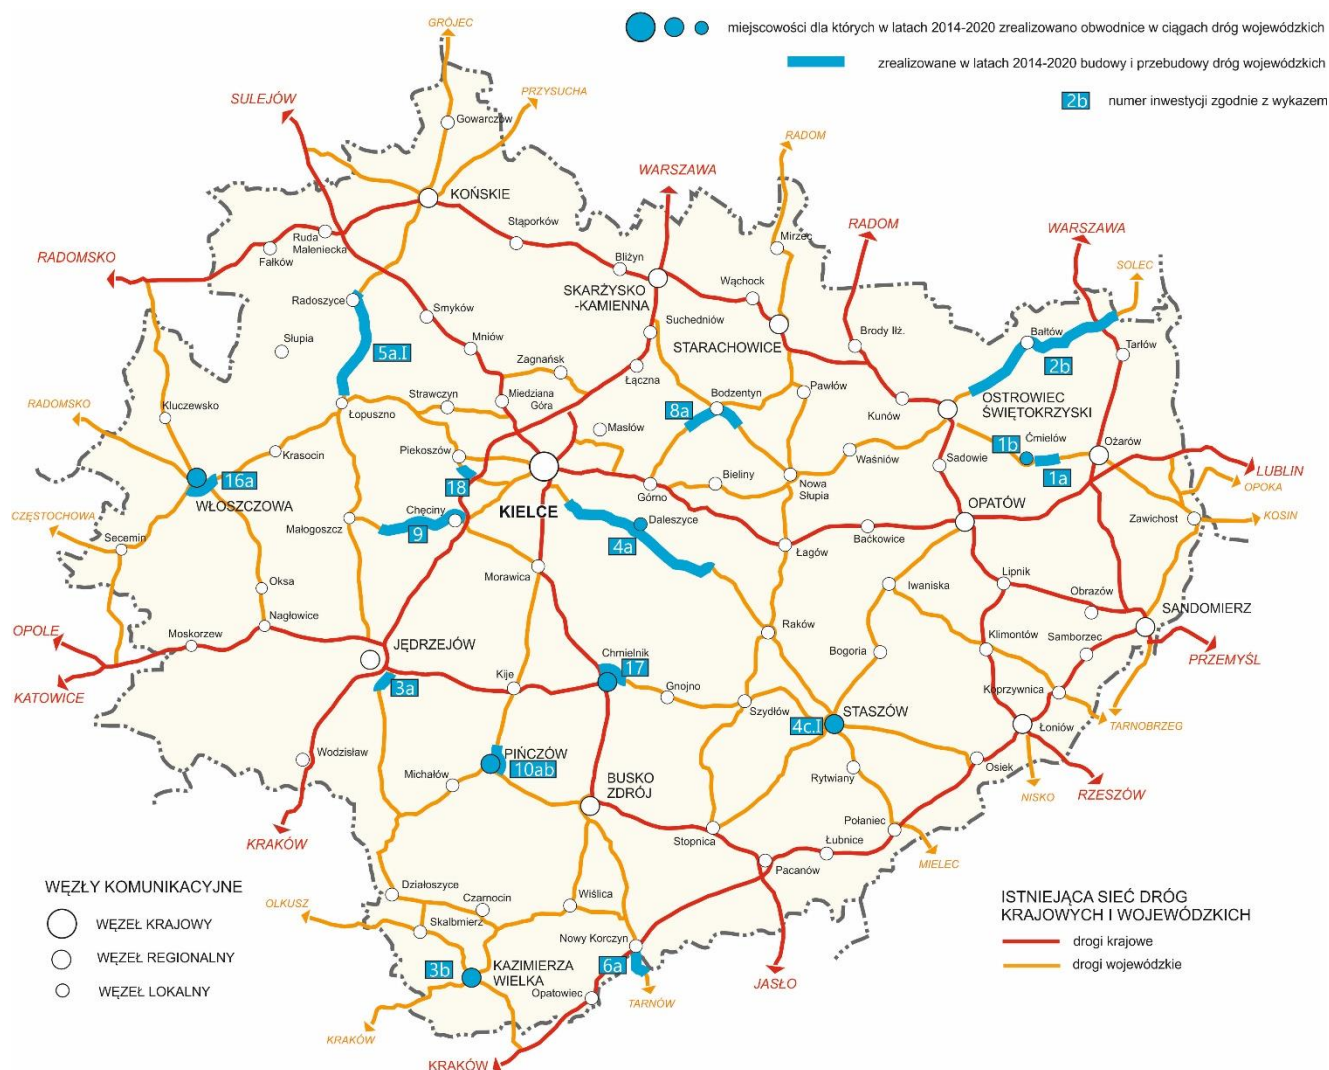 miejscowości dla których w latach 2014-2020 zrealizowano obwodnice w ciągach dróg wojewódzkich
zrealizowane w latach 2014-2020 budowy i przebudowy dróg wojewódzkich
2b numer inwestycji zgodnie z wykazem
GRÓJEC
SULEJÓW
PRZYSUCHA
Gowarczów
RADOM
WARSZAWA
KOŃSKIE
RADOM
WARSZAWA
Stąporków
Ruda
Maleniecka
Fałków
Mirzec
Bliżyn
RADOMSKO
SOLEC
SKARŻYSKO
-KAMIENNA
Wąchock
Radoszyce
Smyków
Suchedniów
STARACHOWICE
Brody Iłż.
Bałtów
Tarłów
Słupia
5a.I
Mniów
Zagnańsk
Łączna
2b
RADOMSKO
Kluczewsko
Strawczyn
Miedziana
Góra
Bodzentyn
Pawłów
Kunów
OSTROWIEC
ŚWIĘTOKRZYSKI
Łopuszno
8a
Masłów
1b
Ćmielów
Ożarów
Krasocin
Piekoszów
Waśniów
Sadowie
1a
LUBLIN
16a
18
Bieliny
Nowa
Słupia
OPOKA
WŁOSZCZOWA
Górno
KIELCE
CZĘSTOCHOWA
Małogoszcz
Chęciny
Daleszyce
OPATÓW
Zawichost
KOSIN
Secemin
9
4a
Baćkowice
Łagów
Morawica
Lipnik
Oksa
Iwaniska
Obrazów
Nagłowice
SANDOMIERZ
OPOLE
Moskorzew
JĘDRZEJÓW
Raków
Klimontów
Samborzec
Bogoria
PRZEMYŚL
Chmielnik
17
KATOWICE
3a
Kije
Gnojno
Koprzywnica
Szydłów
STASZÓW
4c.I
TARNOBRZEG
Łoniów
Wodzisław
PIŃCZÓW
10ab
Michałów
Rytwiany
Osiek
BUSKO
ZDRÓJ
NISKO
RZESZÓW
Połaniec
KRAKÓW
Stopnica
Łubnice
MIELEC
Pacanów
WĘZŁY KOMUNIKACYJNE
WĘZEŁ KRAJOWY
WĘZEŁ REGIONALNY
WĘZEŁ LOKALNY
Działoszyce
Czarnocin
Wiślica
OLKUSZ
Skalbmierz
Nowy Korczyn
3b
KAZIMIERZA
WIELKA
6a
Opatowiec
TARNÓW
JASŁO
KRAKÓW
KRAKÓW
ISTNIEJĄCA SIEĆ DRÓG
KRAJOWYCH I WOJEWÓDZKICH
drogi krajowe
drogi wojewódzkie